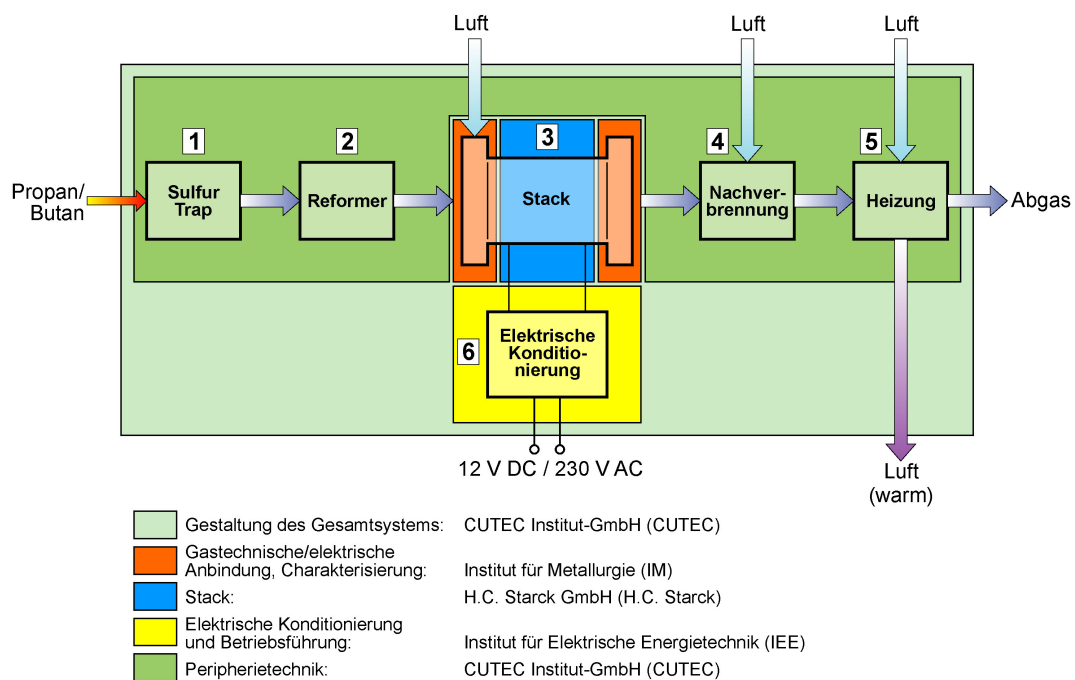 Luft
Luft
Luft
1
2
3
4
5
Propan/
Butan
Sulfur
Trap
Reformer
Stack
Nachver-
brennung
Heizung
Abgas
6
Elektrische
Konditio-
nierung
12 V DC / 230 V AC
Luft
(warm)
Gestaltung des Gesamtsystems: CUTEC Institut-GmbH (CUTEC)
Gastechnische/elektrische
Anbindung, Charakterisierung: Institut für Metallurgie (IM)
Stack: H.C. Starck GmbH (H.C. Starck)
Elektrische Konditionierung
und Betriebsführung: Institut für Elektrische Energietechnik (IEE)
Peripherietechnik: CUTEC Institut-GmbH (CUTEC)